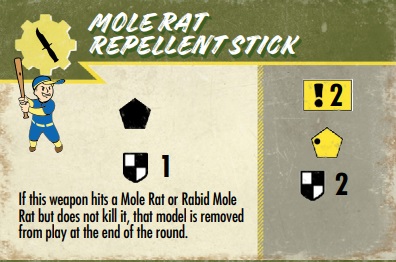 MOLE RAT
REPELLENT STICK
! 2
1
2
If this weapon hits a Mole Rat or Rabid Mole
Rat but does not kill it, that model is removed
from play at the end of the round.